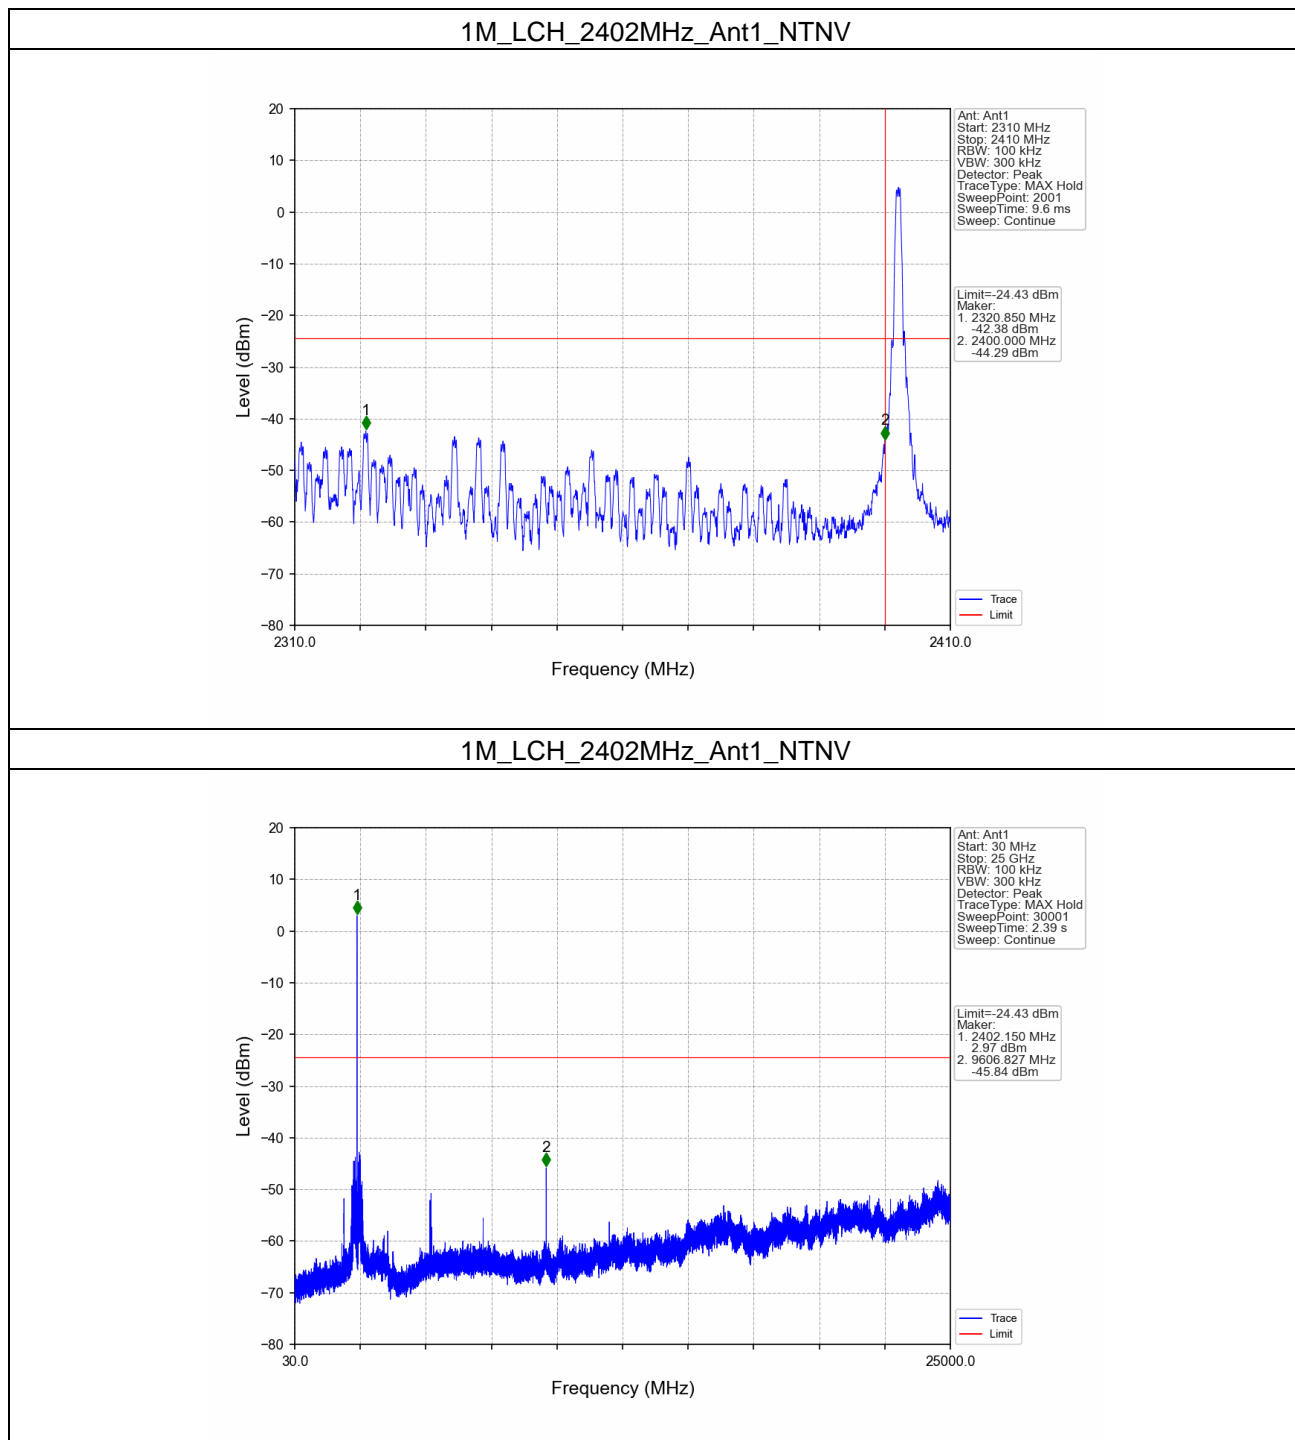 1M_LCH_2402MHz_Ant1_NTNV
20
10
0
−10
−20
−30
−40
−50
−60
−70
−80
Level (dBm)
1
2
2310.0
2410.0
Frequency (MHz)
Ant: Ant1
Start: 2310 MHz
Stop: 2410 MHz
RBW: 100 kHz
VBW: 300 kHz
Detector: Peak
TraceType: MAX Hold
SweepPoint: 2001
SweepTime: 9.6 ms
Sweep: Continue
Limit=-24.43 dBm
Maker:
1. 2320.850 MHz
-42.38 dBm
2. 2400.000 MHz
-44.29 dBm
Trace
Limit
1M_LCH_2402MHz_Ant1_NTNV
20
10
0
−10
−20
−30
−40
−50
−60
−70
−80
Level (dBm)
1
2
30.0
25000.0
Frequency (MHz)
Ant: Ant1
Start: 30 MHz
Stop: 25 GHz
RBW: 100 kHz
VBW: 300 kHz
Detector: Peak
TraceType: MAX Hold
SweepPoint: 30001
SweepTime: 2.39 s
Sweep: Continue
Limit=-24.43 dBm
Maker:
1. 2402.150 MHz
2.97 dBm
2. 9606.827 MHz
-45.84 dBm
Trace
Limit